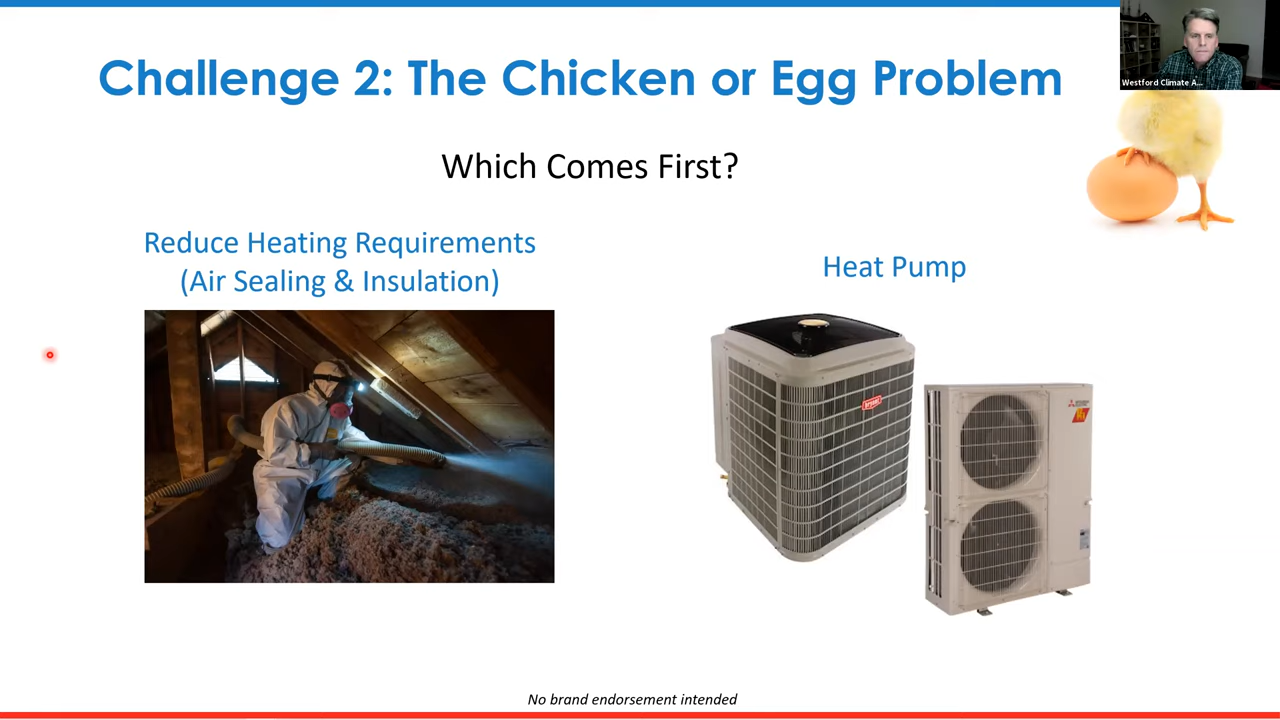 Challenge 2: The Chicken or Egg Problem
Westford Climate A...
Which Comes First?
Reduce Heating Requirements
(Air Sealing & Insulation)
Heat Pump
bryant
No brand endorsement intended